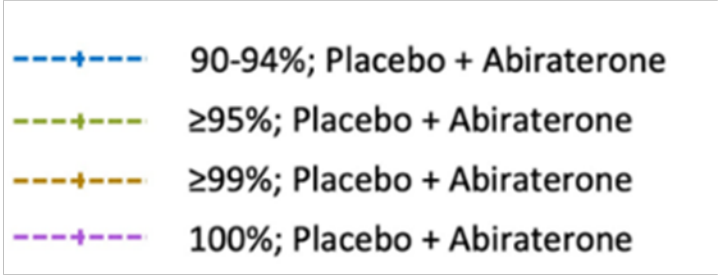 90-94%; Placebo + Abiraterone
≥95%; Placebo + Abiraterone
≥99%; Placebo + Abiraterone
100%; Placebo + Abiraterone